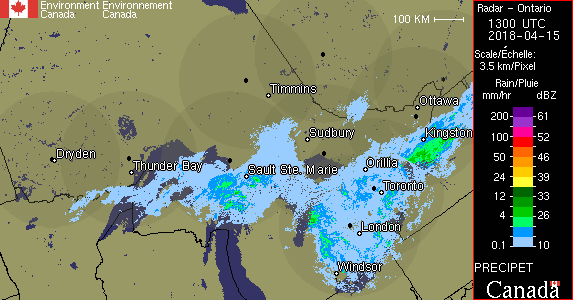 Environment Environnement
Canada Canada
100 KM
Timmins
Ottawa
Sudbury
Kingston
Dryden
Thunder Bay
Sault Ste. Marie
Orillia
Toronto
London
Windsor
Radar - Ontario
1300 UTC
2018-04-15
Scale/Échelle:
3.5 km/Pixel
Rain/Pluie
mm/hr dBZ
200 61
100 52
50 46
24 39
12 33
4 26
0.1 10
PRECIPET
Canada